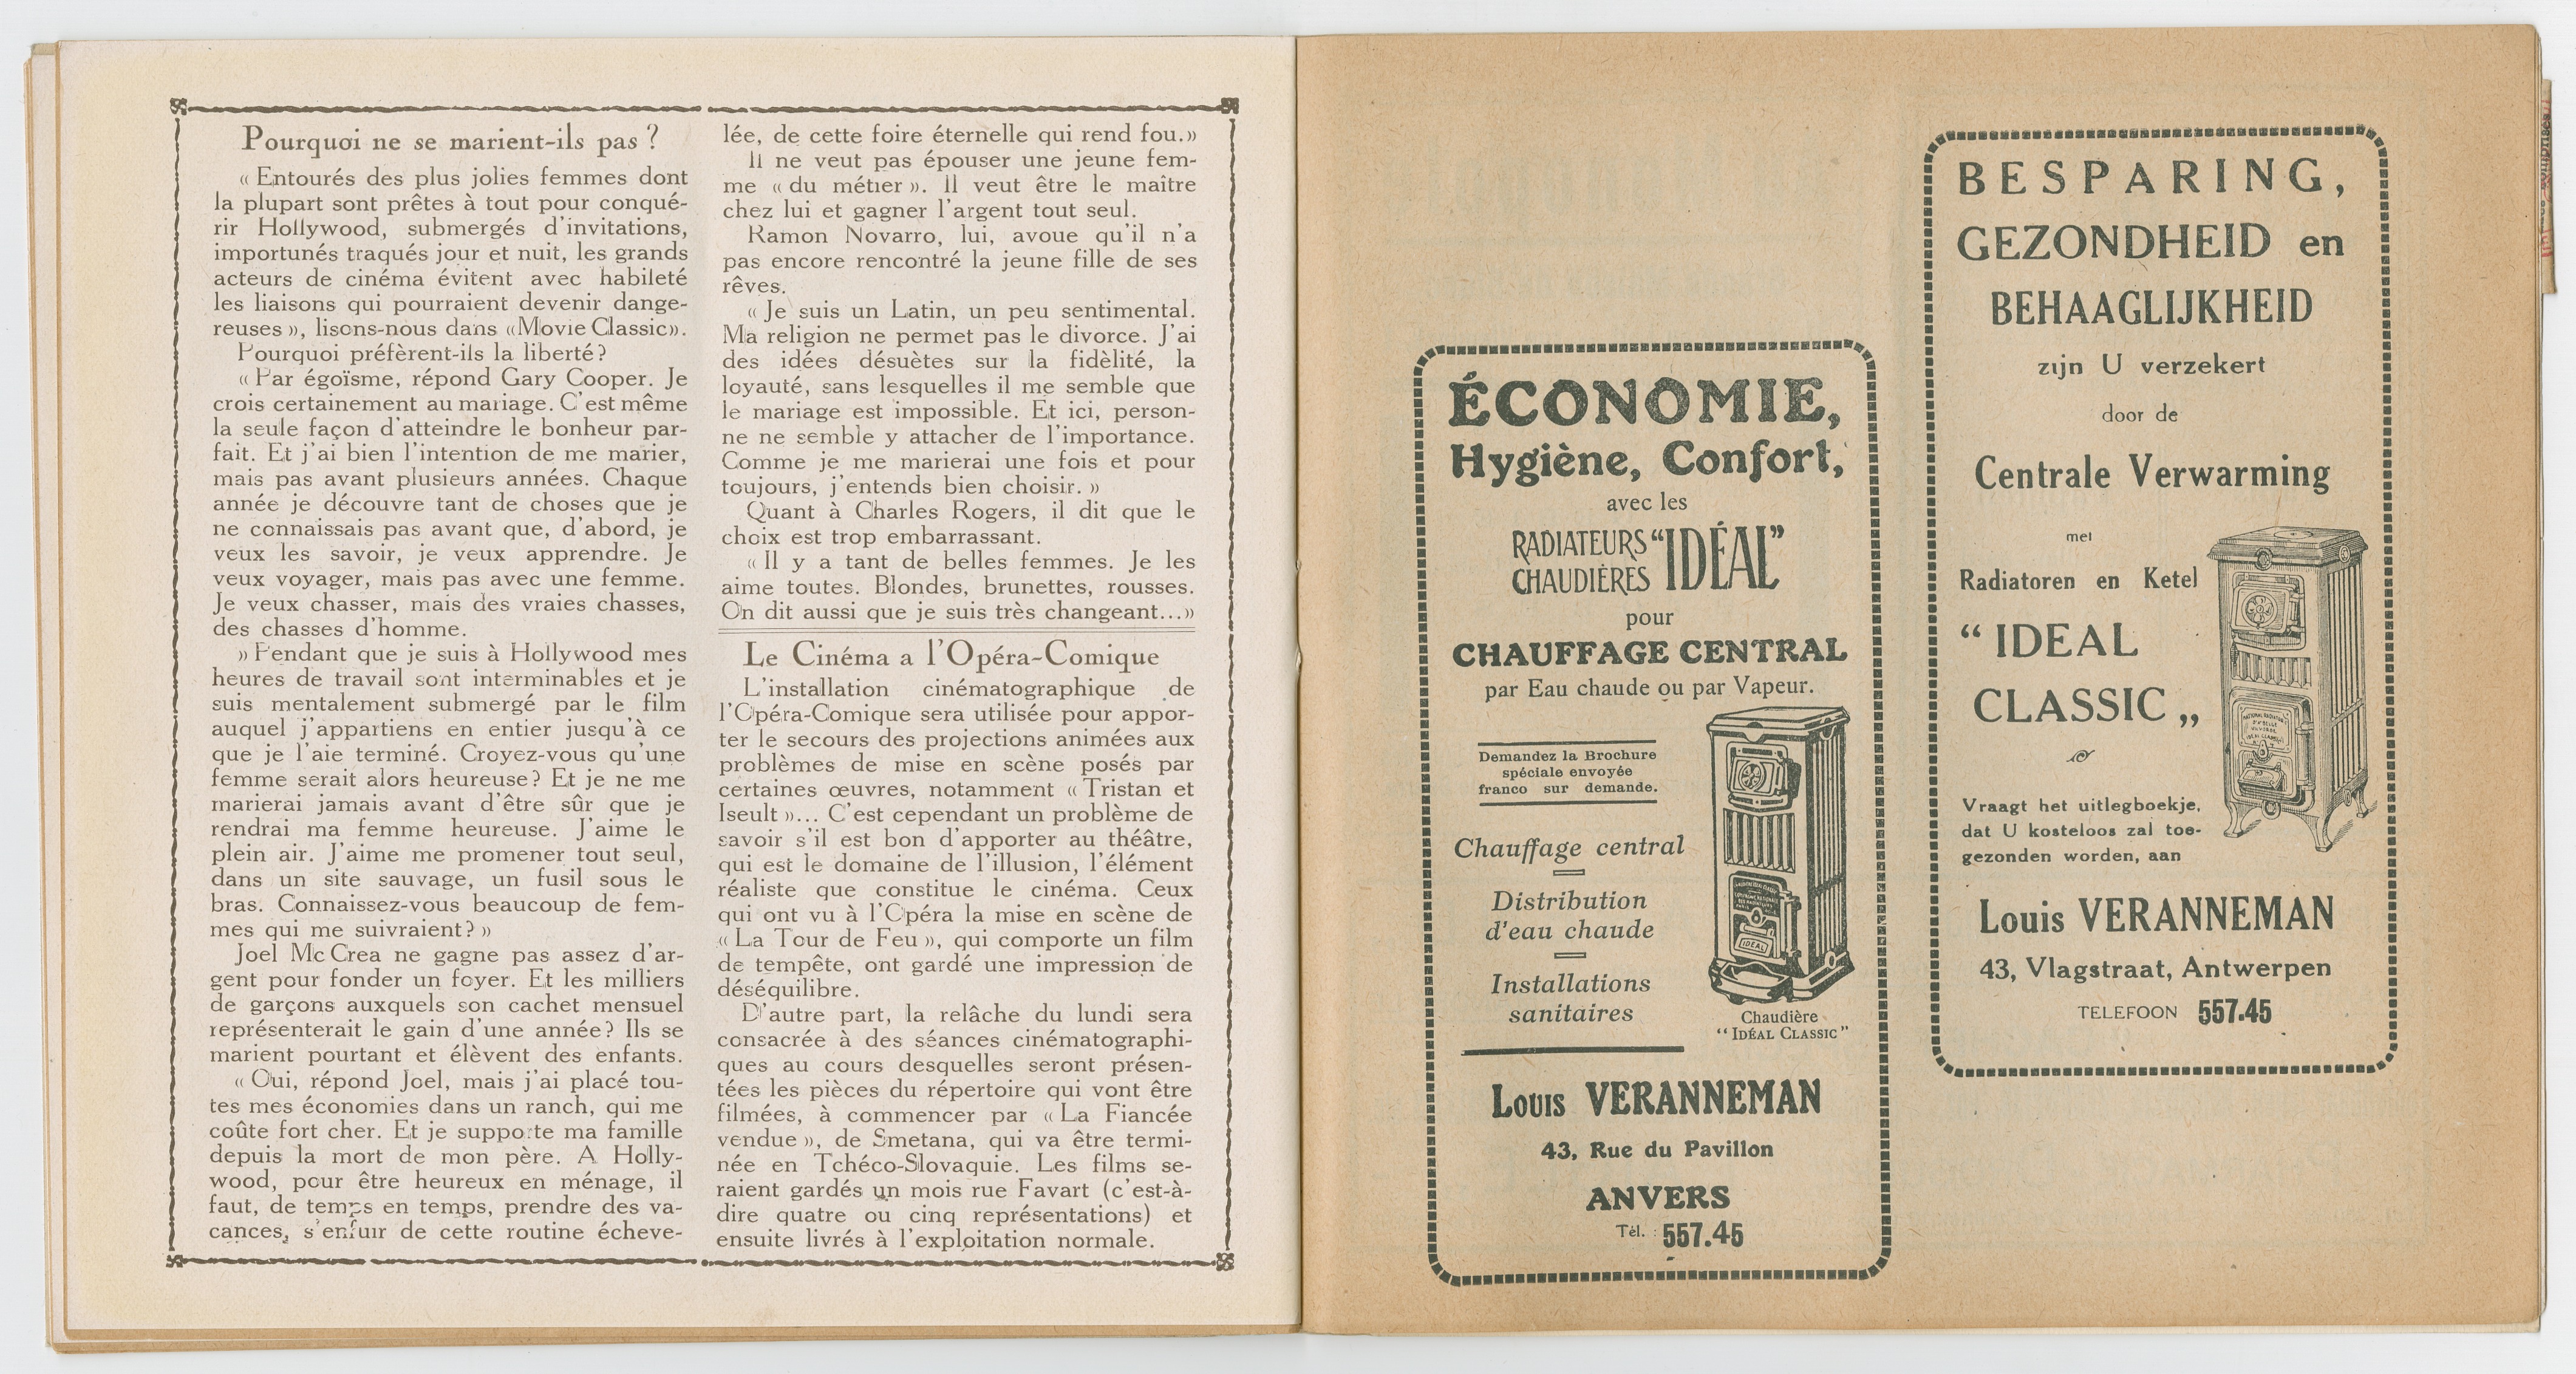 Pourquoi ne se marient-ils pas ?
« Entourés des plus jolies femmes dont
la plupart sont prêtes à tout pour conqué-
rir Hollywood, submergés d'invitations,
importunés traqués jour et nuit, les grands
acteurs de cinéma évitent avec habileté
les liaisons qui pourraient devenir dange-
reuses », lisons-nous dans «Movie Classic».
Pourquoi préfèrent-ils la liberté?
« Par égoïsme, répond Gary Cooper. Je
crois certainement au mariage. C'est même
la seule façon d'atteindre le bonheur par-
fait. Et j'ai bien l'intention de me marier,
mais pas avant plusieurs années. Chaque
année je découvre tant de choses que je
ne connaissais pas avant que, d'abord, je
veux les savoir, je veux apprendre. Je
veux voyager, mais pas avec une femme.
Je veux chasser, mais des vraies chasses,
des chasses d'homme.
» Pendant que je suis à Hollywood mes
heures de travail sont interminables et je
suis mentalement submergé par le film
auquel j'appartiens en entier jusqu'à ce
que je l'aie terminé. Croyez-vous qu'une
femme serait alors heureuse? Et je ne me
marierai jamais avant d'être sûr que je
rendrai ma femme heureuse. J'aime le
plein air. J'aime me promener tout seul,
dans un site sauvage, un fusil sous le
bras. Connaissez-vous beaucoup de fem-
mes qui me suivraient? »
Joel Mc Crea ne gagne pas assez d'ar-
gent pour fonder un foyer. Et les milliers
de garçons auxquels son cachet mensuel
représenterait le gain d'une année? Ils se
marient pourtant et élèvent des enfants.
« Oui, répond Joel, mais j'ai placé tou-
tes mes économies dans un ranch, qui me
coûte fort cher. Et je supporte ma famille
depuis la mort de mon père. A Holly-
wood, pour être heureux en ménage, il
faut, de temps en temps, prendre des va-
cances, s'enfuir de cette routine écheve-
lée, de cette foire éternelle qui rend fou.»
Il ne veut pas épouser une jeune fem-
me « du métier ». Il veut être le maître
chez lui et gagner l'argent tout seul.
Ramon Novarro, lui, avoue qu'il n'a
pas encore rencontré la jeune fille de ses
rêves.
« Je suis un Latin, un peu sentimental.
Ma religion ne permet pas le divorce. J'ai
des idées désuètes sur la fidèlité, la
loyauté, sans lesquelles il me semble que
le mariage est impossible. Et ici, person-
ne ne semble y attacher de l'importance.
Comme je me marierai une fois et pour
toujours, j'entends bien choisir. »
Quant à Charles Rogers, il dit que le
choix est trop embarrassant.
« Il y a tant de belles femmes. Je les
aime toutes. Blondes, brunettes, rousses.
On dit aussi que je suis très changeant...»
Le Cinéma a l'Opéra-Comique
L'installation cinématographique de
l'Opéra-Comique sera utilisée pour appor-
ter le secours des projections animées aux
problèmes de mise en scène posés par
certaines œuvres, notamment « Tristan et
Iseult »... C'est cependant un problème de
savoir s'il est bon d'apporter au théâtre,
qui est le domaine de l'illusion, l'élément
réaliste que constitue le cinéma. Ceux
qui ont vu à l'Opéra la mise en scène de
« La Tour de Feu », qui comporte un film
de tempête, ont gardé une impression de
déséquilibre.
D'autre part, la relâche du lundi sera
consacrée à des séances cinématographi-
ques au cours desquelles seront présen-
tées les pièces du répertoire qui vont être
filmées, à commencer par « La Fiancée
vendue », de Smetana, qui va être termi-
née en Tchéco-Slovaquie. Les films se-
raient gardés un mois rue Favart (c'est-à-
dire quatre ou cinq représentations) et
ensuite livrés à l'exploitation normale.
ÉCONOMIE,
Hygiène, Confort,
avec les
RADIATEURS "IDÉAL"
CHAUDIÈRES
pour
CHAUFFAGE CENTRAL
par Eau chaude ou par Vapeur.
Demandez la Brochure
spéciale envoyée
franco sur demande.
Chauffage central
Distribution
d'eau chaude
Installations
sanitaires
IDEAL
Chaudière
"IDÉAL CLASSIC"
Louis VERANNEMAN
43, Rue du Pavillon
ANVERS
Tél. : 557.45
BESPARING,
GEZONDHEID en
BEHAAGLIJKHEID
zijn U verzekert
door de
Centrale Verwarming
met
Radiatoren en Ketel
" IDEAL
CLASSIC „
Vraagt het uitlegboekje,
dat U kosteloos zal toe-
gezonden worden, aan
Louis VERANNEMAN
43, Vlagstraat, Antwerpen
TELEFOON 557.45